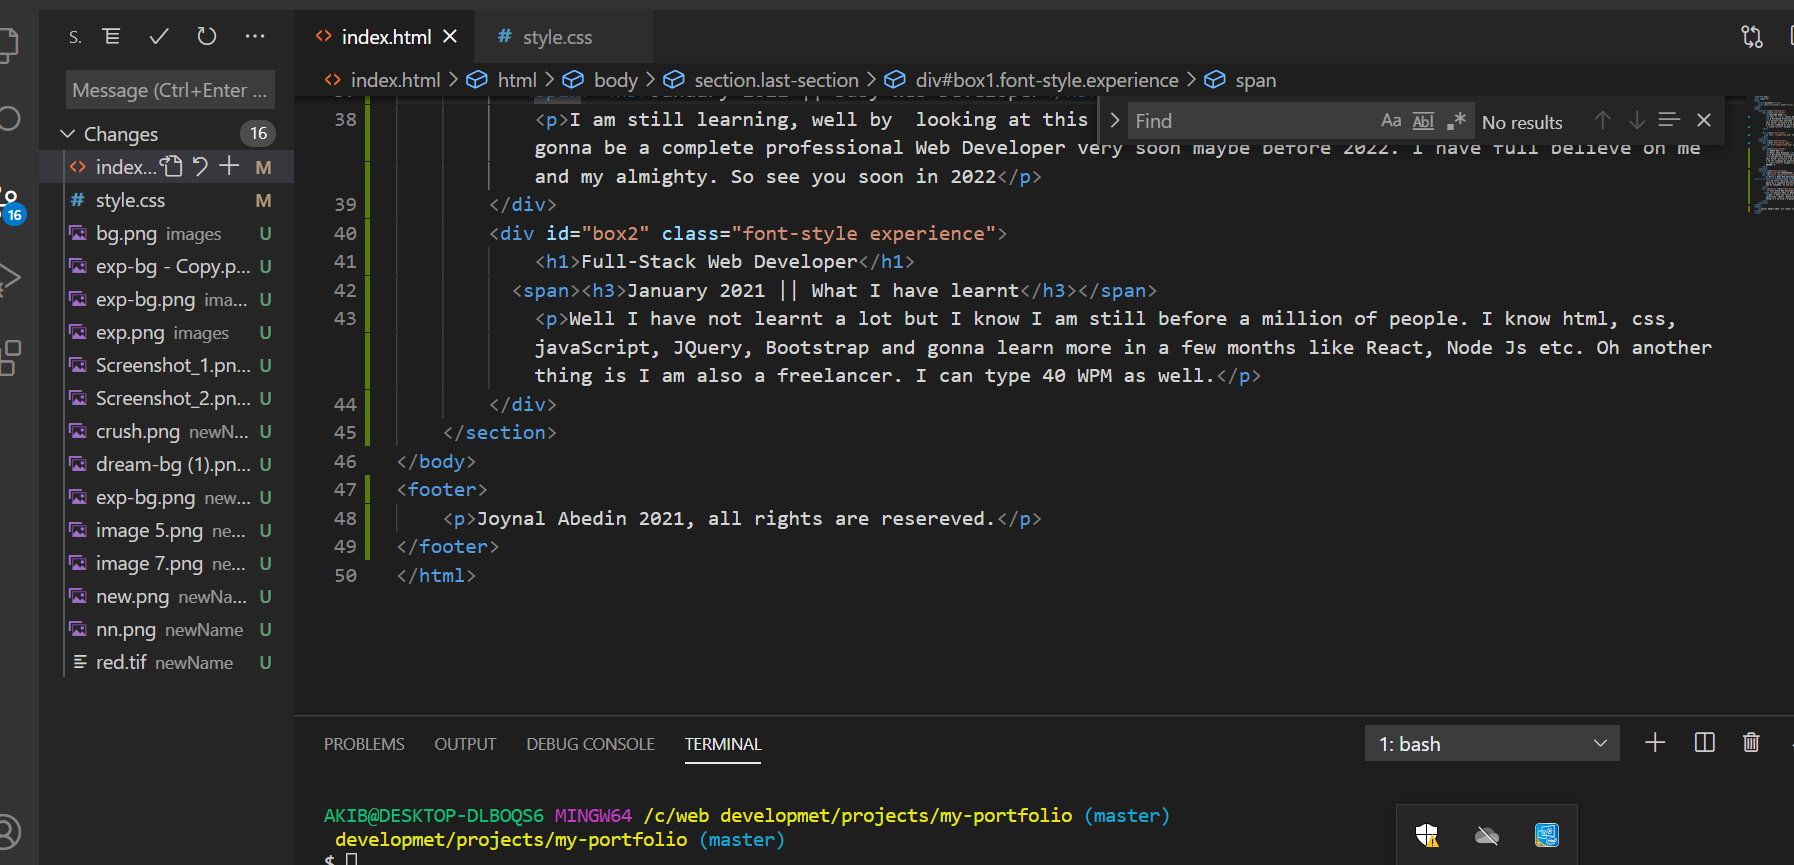 S.
index.html
style.css
Message (Ctrl+Enter ...
index.html > html > body > section.last-section > div#box1.font-style.experience > span
Changes 16
index... M
style.css M
bg.png images U
exp-bg - Copy.p... U
exp-bg.png ima... U
exp.png images U
Screenshot_1.pn... U
Screenshot_2.pn... U
crush.png newN... U
dream-bg (1).pn... U
exp-bg.png new... U
image 5.png ne... U
image 7.png ne... U
new.png newNa... U
nn.png newName U
red.tif newName U
16
Find Aa Abl .* No results
38 <p>I am still learning, well by  looking at this
gonna be a complete professional Web Developer very soon maybe before 2022. I have full believe on me
and my almighty. So see you soon in 2022</p>
39 </div>
40 <div id="box2" class="font-style experience">
41 <h1>Full-Stack Web Developer</h1>
42 <span><h3>January 2021 || What I have learnt</h3></span>
43 <p>Well I have not learnt a lot but I know I am still before a million of people. I know html, css,
javaScript, JQuery, Bootstrap and gonna learn more in a few months like React, Node Js etc. Oh another
thing is I am also a freelancer. I can type 40 WPM as well.</p>
44 </div>
45 </section>
46 </body>
47 <footer>
48 <p>Joynal Abedin 2021, all rights are resereved.</p>
49 </footer>
50 </html>
PROBLEMS OUTPUT DEBUG CONSOLE TERMINAL
1: bash
AKIB@DESKTOP-DLBOQS6 MINGW64 /c/web developmet/projects/my-portfolio (master)
developmet/projects/my-portfolio (master)
$